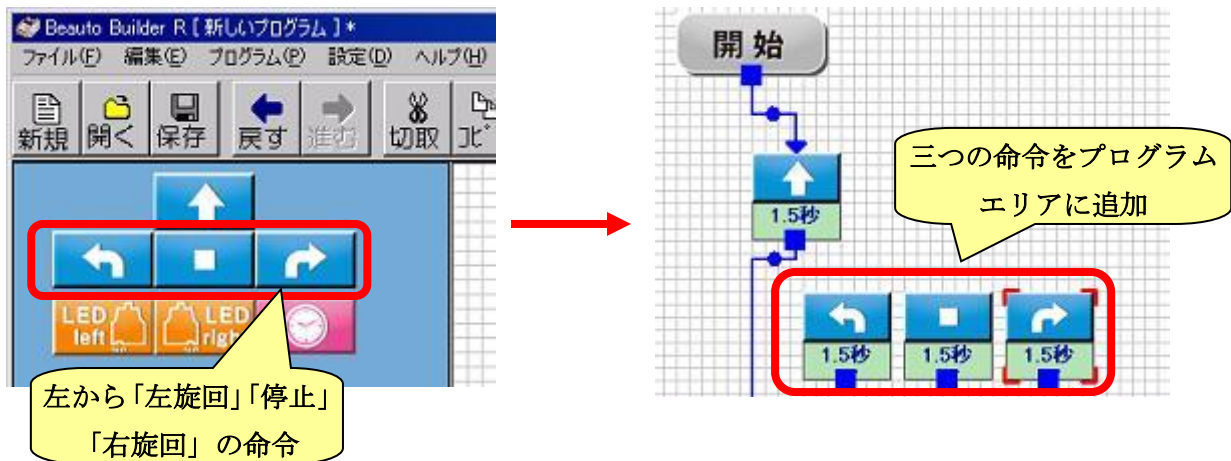 Beauto Builder R [ 新しいプログラム ] *
ファイル(F) 編集(E) プログラム(P) 設定(D) ヘルプ(H)
新規 開く 保存 戻す 進む 切取
LED left
LED right
左から「左旋回」「停止」
「右旋回」の命令
開始
1.5秒
三つの命令をプログラム
エリアに追加
1.5秒 1.5秒 1.5秒